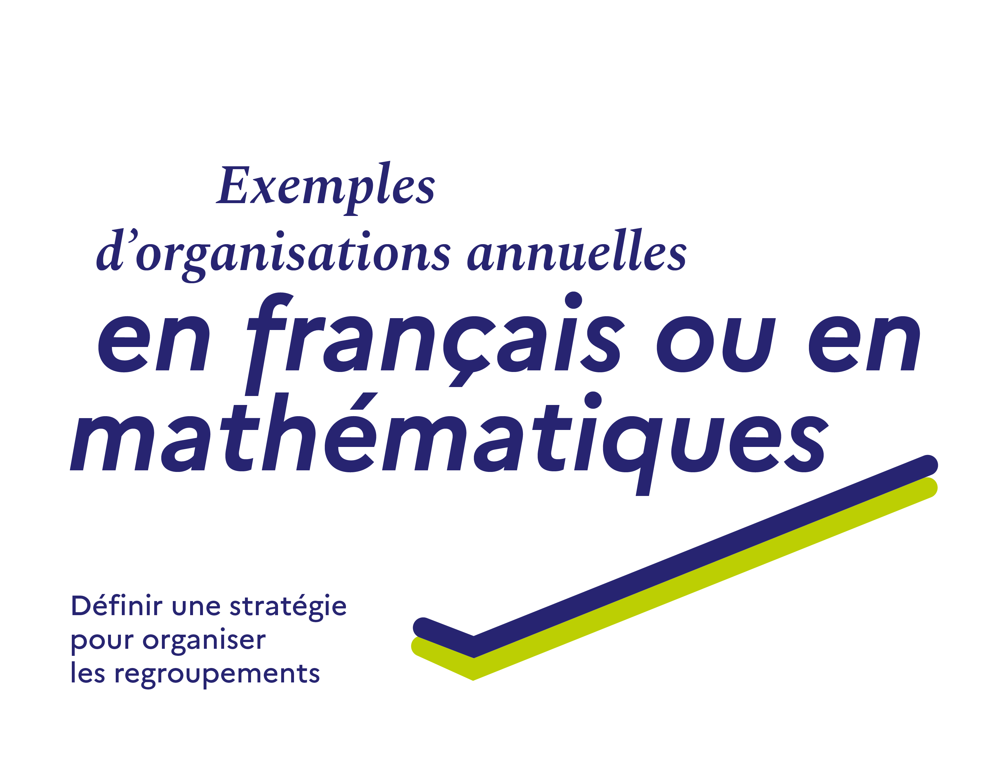 Exemples
d’organisations annuelles
en français ou en
mathématiques
Définir une stratégie
pour organiser
les regroupements